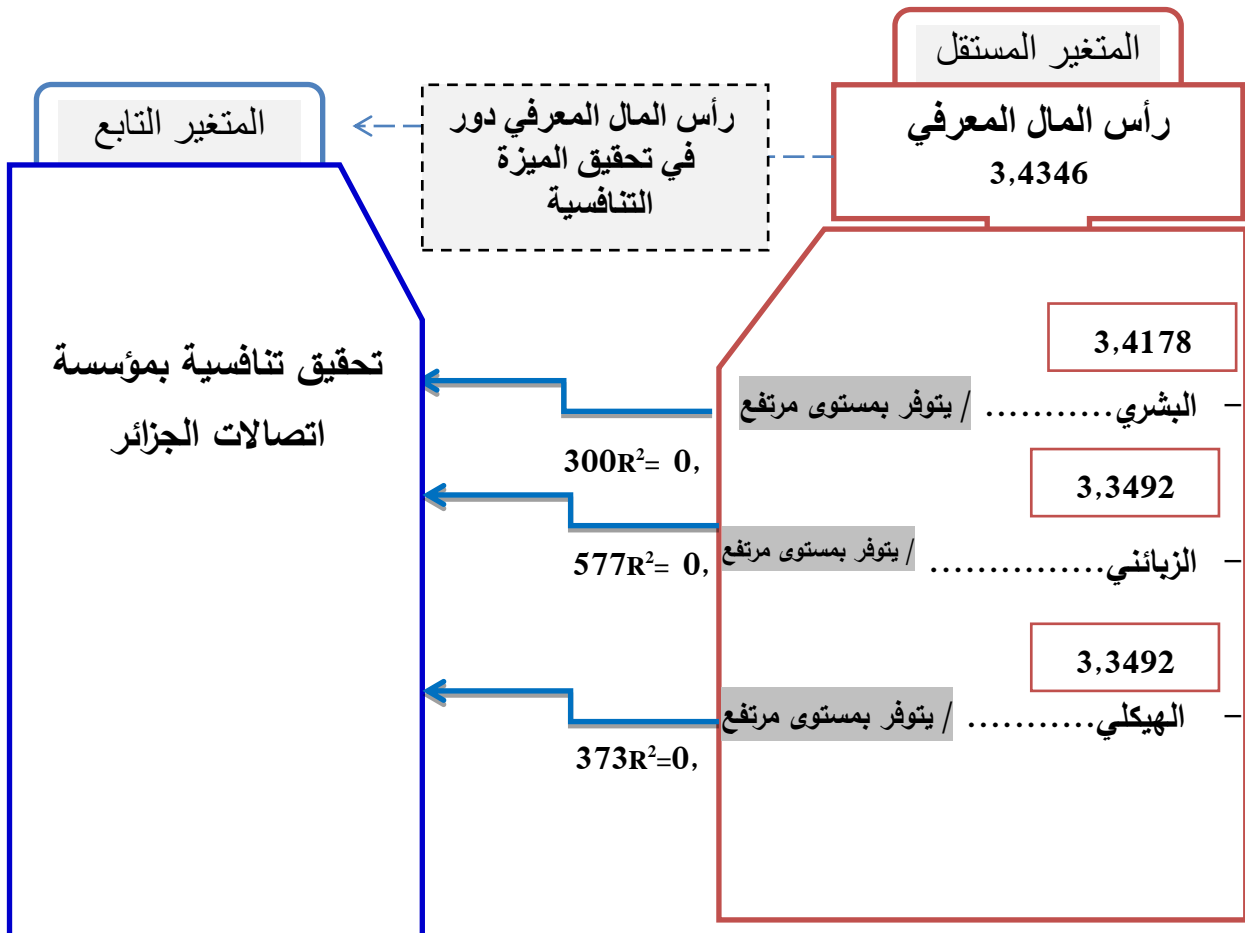 المتغير المستقل
رأس المال المعرفي
3,4346
رأس المال المعرفي دور
في تحقيق الميزة
التنافسية
المتغير التابع
3,4178
– البشري........... / يتوفر بمستوى مرتفع
300R²= 0,
3,3492
– الزبائني............... / يتوفر بمستوى مرتفع
577R²= 0,
3,3492
– الهيكلي........... / يتوفر بمستوى مرتفع
373R²=0,
تحقيق تنافسية بمؤسسة
اتصالات الجزائر